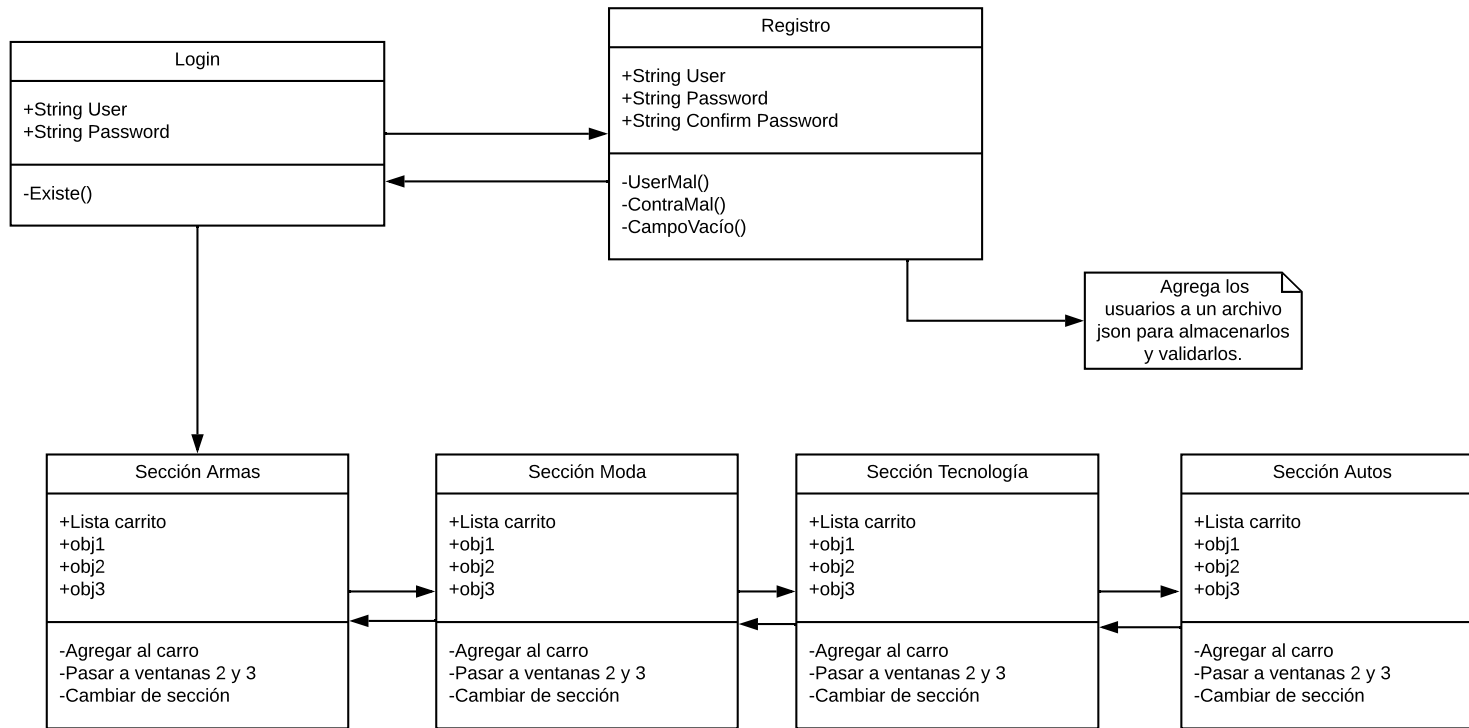 Login
+String User
+String Password
-Existe()
Registro
+String User
+String Password
+String Confirm Password
-UserMal()
-ContraMal()
-CampoVacío()
Agrega los
usuarios a un archivo
json para almacenarlos
y validarlos.
Sección Armas
+Lista carrito
+obj1
+obj2
+obj3
-Agregar al carro
-Pasar a ventanas 2 y 3
-Cambiar de sección
Sección Moda
+Lista carrito
+obj1
+obj2
+obj3
-Agregar al carro
-Pasar a ventanas 2 y 3
-Cambiar de sección
Sección Tecnología
+Lista carrito
+obj1
+obj2
+obj3
-Agregar al carro
-Pasar a ventanas 2 y 3
-Cambiar de sección
Sección Autos
+Lista carrito
+obj1
+obj2
+obj3
-Agregar al carro
-Pasar a ventanas 2 y 3
-Cambiar de sección